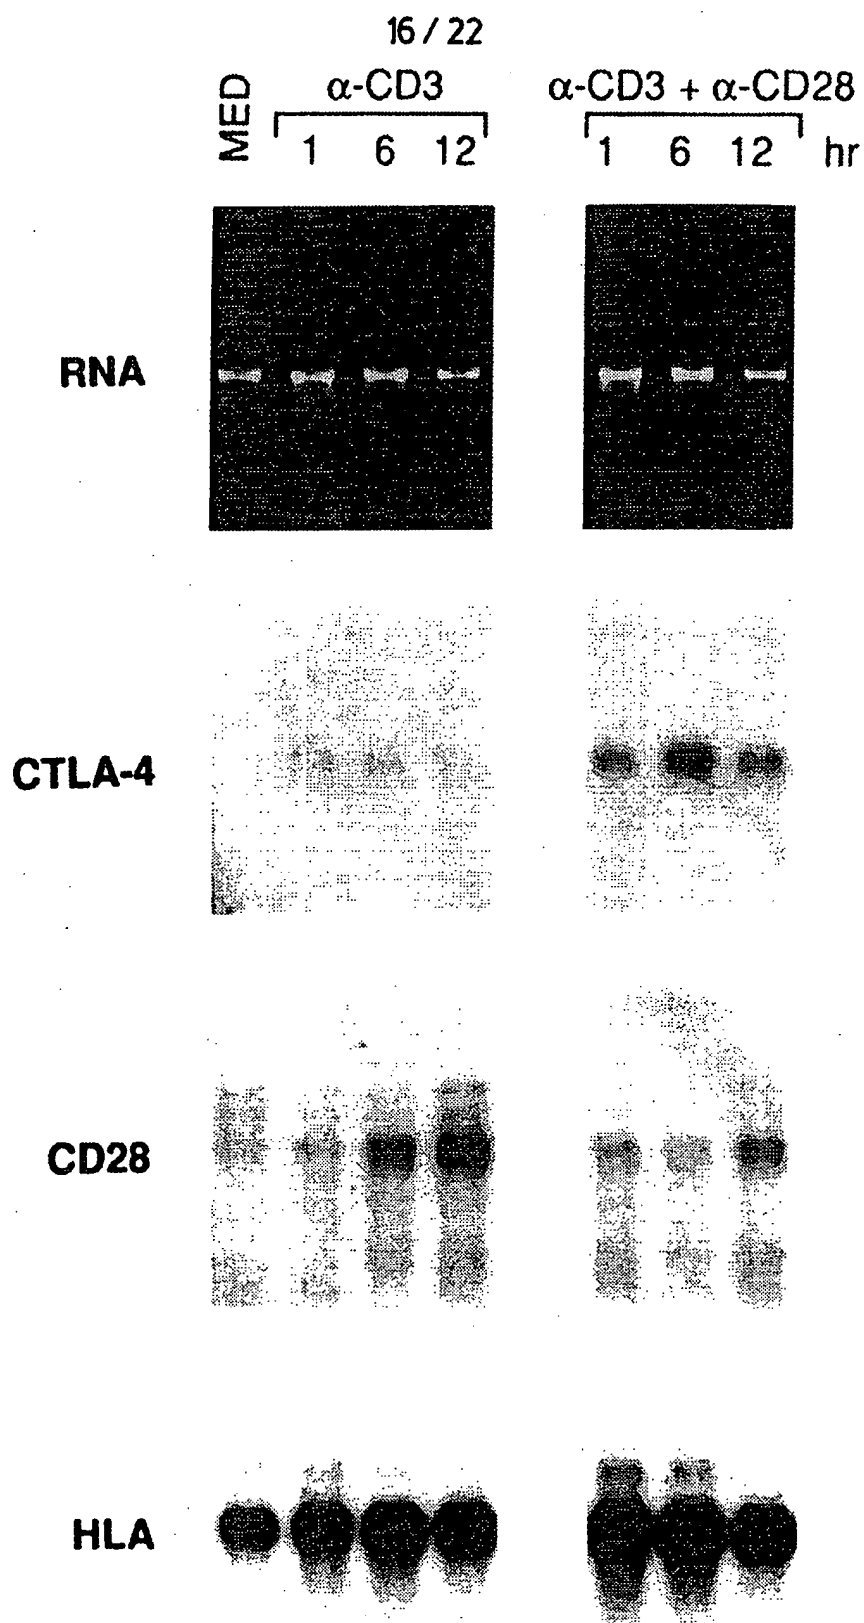 16 / 22
MED α-CD3 α-CD3 + α-CD28
1 6 12 1 6 12 hr
RNA
CTLA-4
CD28
HLA